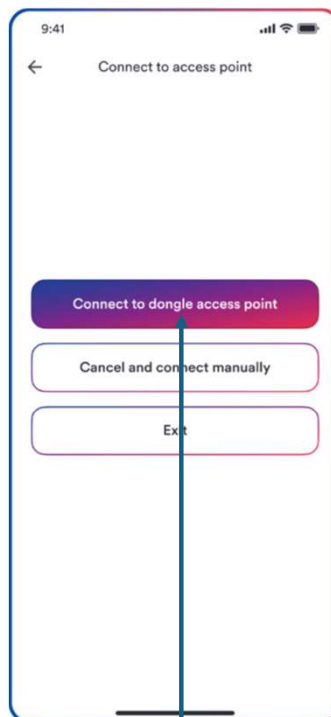 9:41
Connect to access point
Connect to dongle access point
Cancel and connect manually
Exit